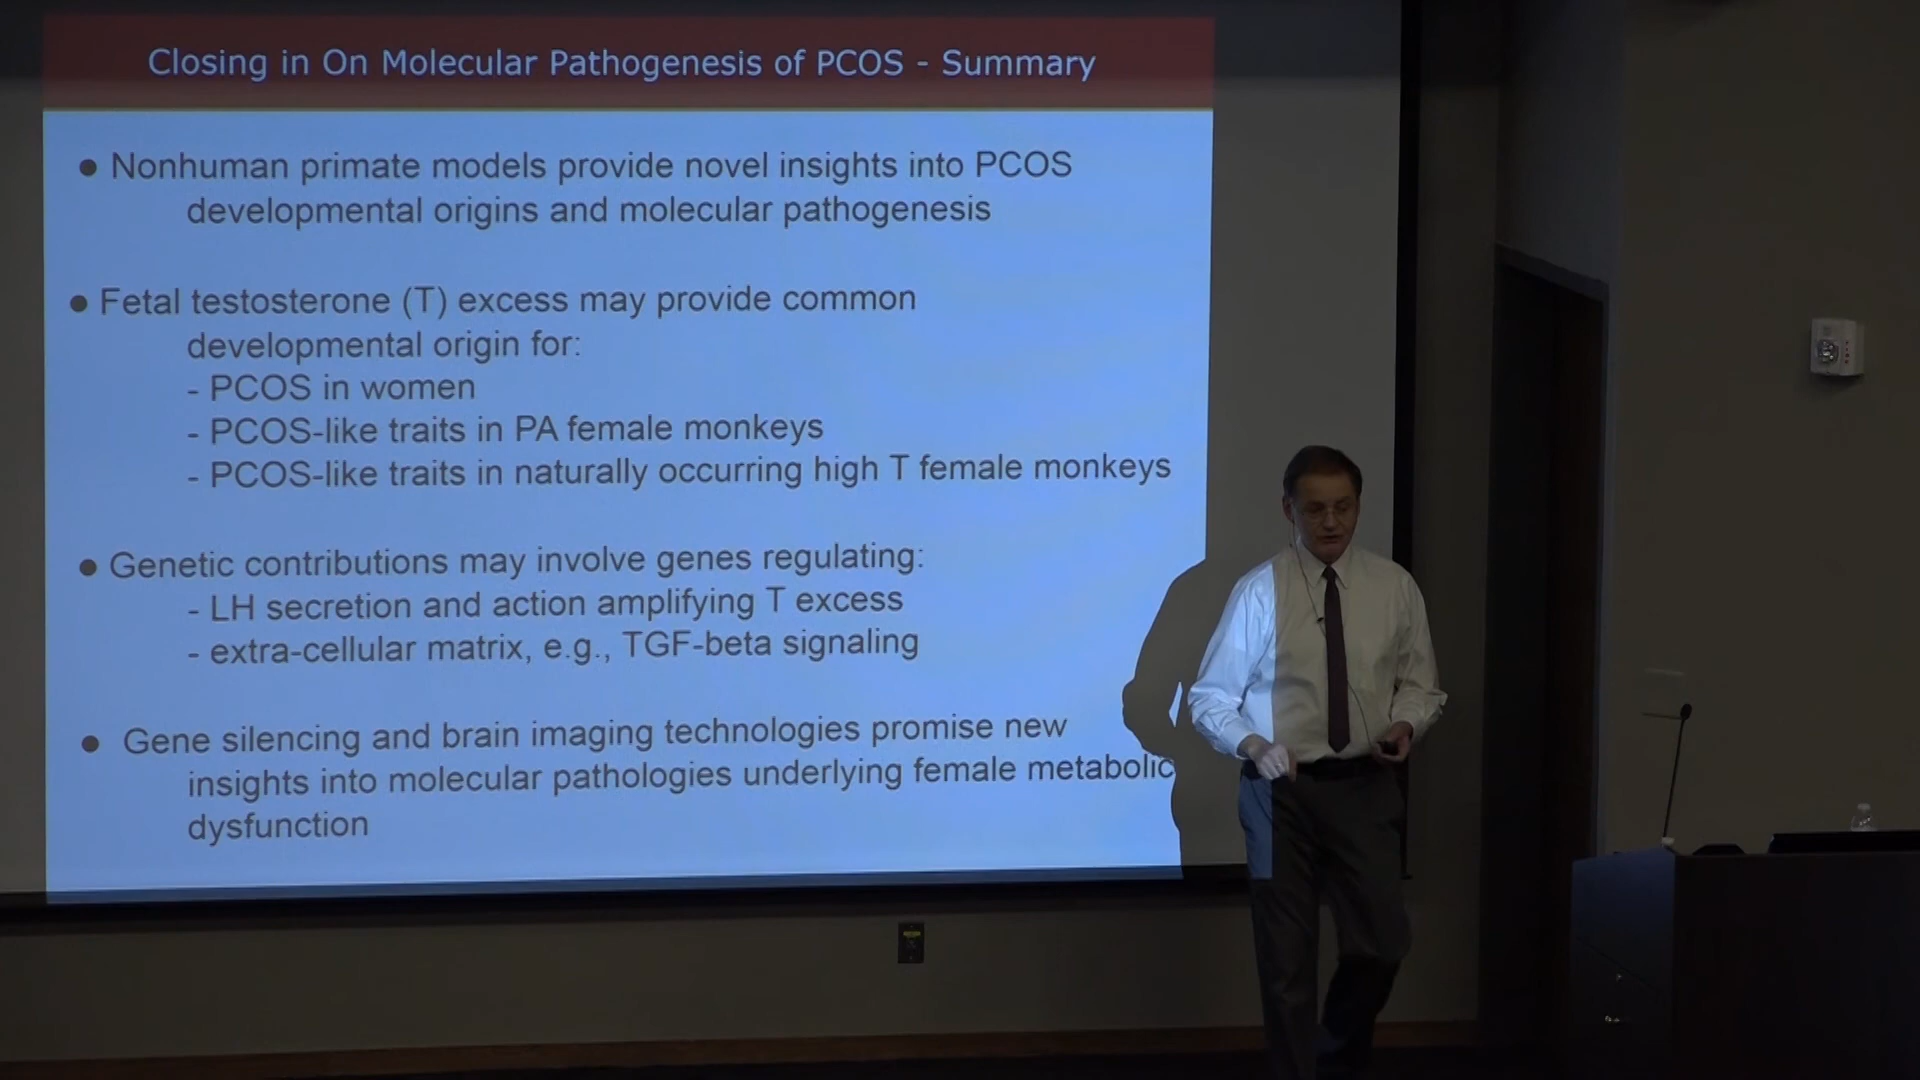 Closing in On Molecular Pathogenesis of PCOS - Summary
● Nonhuman primate models provide novel insights into PCOS
developmental origins and molecular pathogenesis
● Fetal testosterone (T) excess may provide common
developmental origin for:
- PCOS in women
- PCOS-like traits in PA female monkeys
- PCOS-like traits in naturally occurring high T female monkeys
● Genetic contributions may involve genes regulating:
- LH secretion and action amplifying T excess
- extra-cellular matrix, e.g., TGF-beta signaling
● Gene silencing and brain imaging technologies promise new
insights into molecular pathologies underlying female metabolic
dysfunction